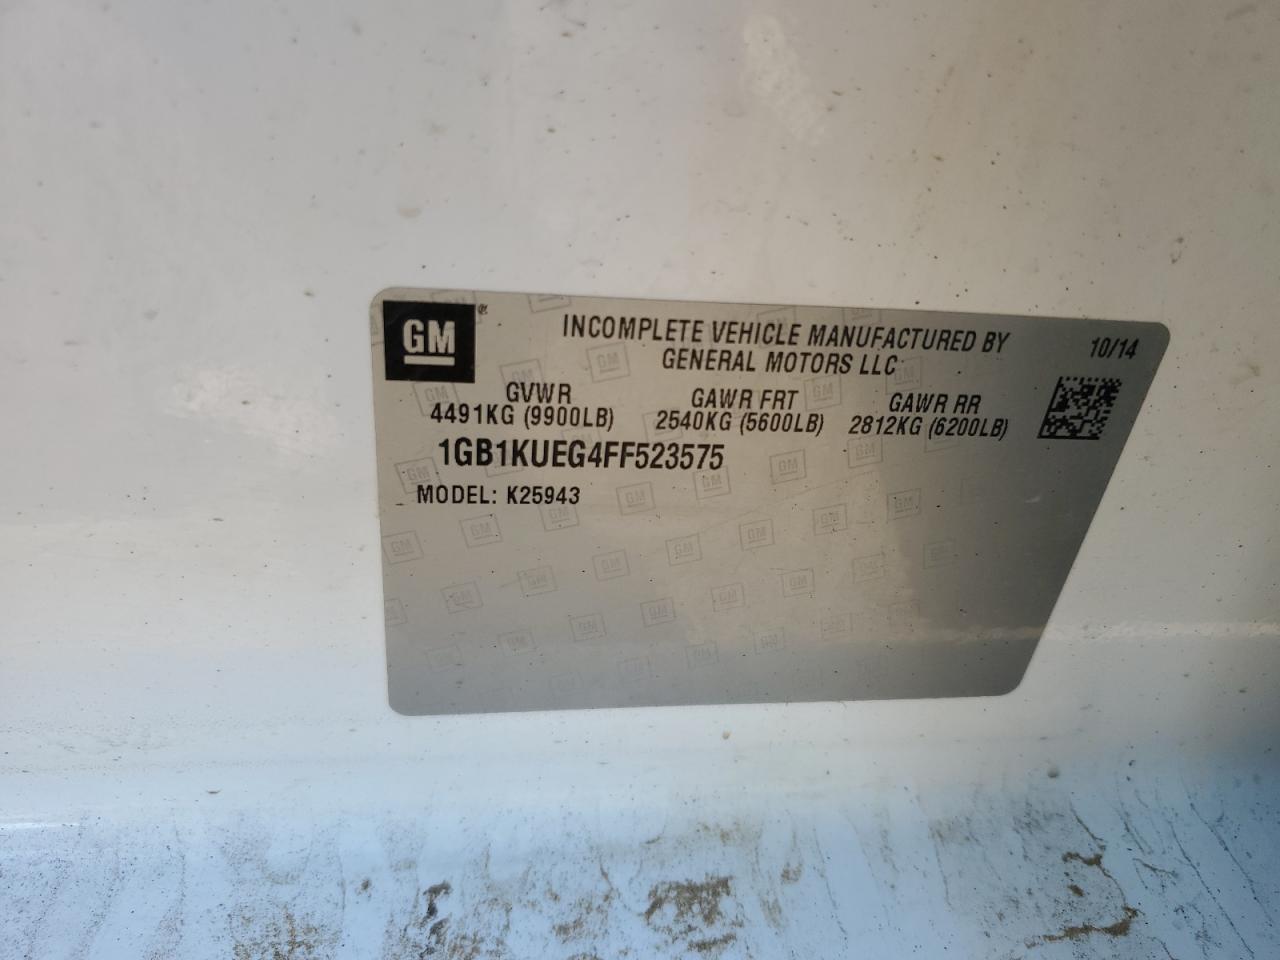 GM
INCOMPLETE VEHICLE MANUFACTURED BY
GENERAL MOTORS LLC
10/14
GVWR
4491KG (9900LB)
GAWR FRT
2540KG (5600LB)
GAWR RR
2812KG (6200LB)
1GB1KUEG4FF523575
MODEL: K25943